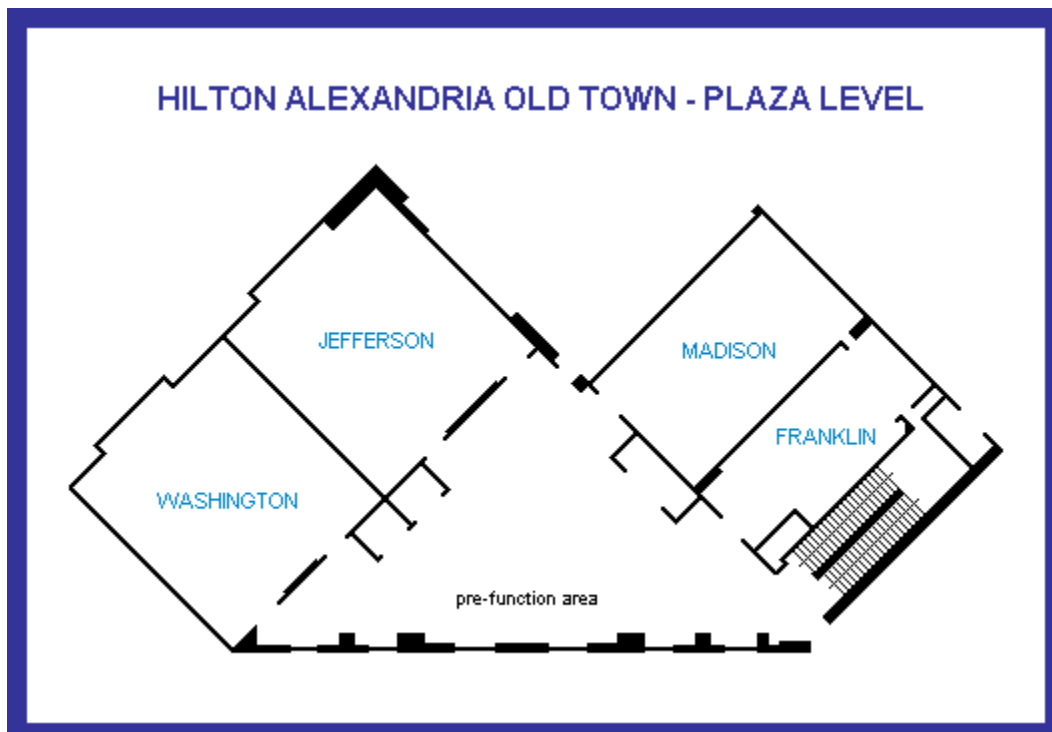 HILTON ALEXANDRIA OLD TOWN - PLAZA LEVEL
JEFFERSON
MADISON
FRANKLIN
WASHINGTON
pre-function area